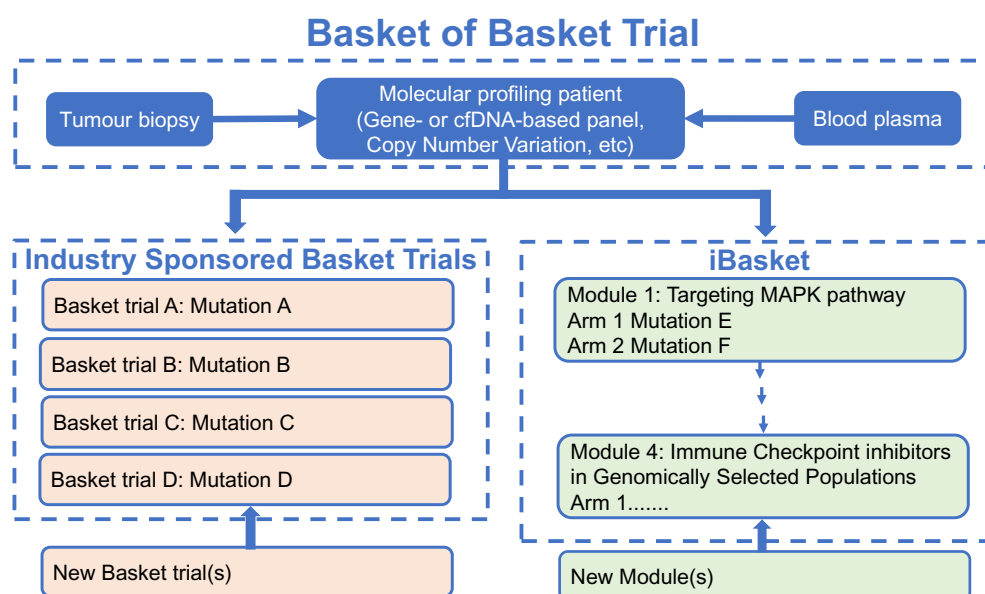 Basket of Basket Trial
Tumour biopsy
Molecular profiling patient
(Gene- or cfDNA-based panel,
Copy Number Variation, etc)
Blood plasma
Industry Sponsored Basket Trials
Basket trial A: Mutation A
Basket trial B: Mutation B
Basket trial C: Mutation C
Basket trial D: Mutation D
New Basket trial(s)
iBasket
Module 1: Targeting MAPK pathway
Arm 1 Mutation E
Arm 2 Mutation F
Module 4: Immune Checkpoint inhibitors
in Genomically Selected Populations
Arm 1.......
New Module(s)